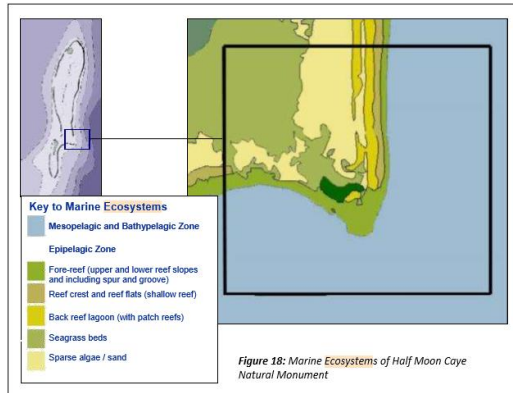 Key to Marine Ecosystems
Mesopelagic and Bathypelagic Zone
Epipelagic Zone
Fore-reef (upper and lower reef slopes
and including spur and groove)
Reef crest and reef flats (shallow reef)
Back reef lagoon (with patch reefs)
Seagrass beds
Sparse algae / sand
Figure 18: Marine Ecosystems of Half Moon Caye
Natural Monument